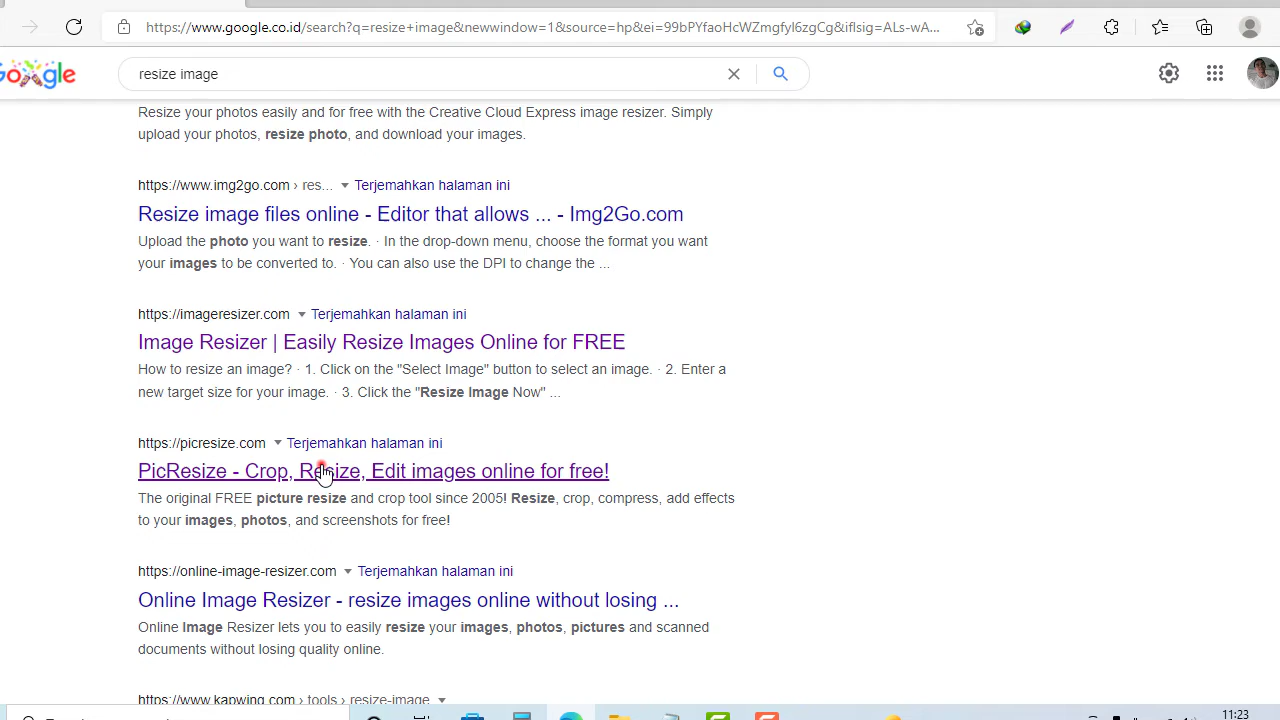 https://www.google.co.id/search?q=resize+image&newwindow=1&source=hp&ei=99bPYfaoHcWZmgfyl6zgCg&iflsig=ALs-wA...
Google
resize image
Resize your photos easily and for free with the Creative Cloud Express image resizer. Simply
upload your photos, resize photo, and download your images.
https://www.img2go.com › res... Terjemahkan halaman ini
Resize image files online - Editor that allows ... - Img2Go.com
Upload the photo you want to resize. · In the drop-down menu, choose the format you want
your images to be converted to. · You can also use the DPI to change the ...
https://imageresizer.com Terjemahkan halaman ini
Image Resizer | Easily Resize Images Online for FREE
How to resize an image? · 1. Click on the "Select Image" button to select an image. · 2. Enter a
new target size for your image. · 3. Click the "Resize Image Now" ...
https://picresize.com Terjemahkan halaman ini
PicResize - Crop, Resize, Edit images online for free!
The original FREE picture resize and crop tool since 2005! Resize, crop, compress, add effects
to your images, photos, and screenshots for free!
https://online-image-resizer.com Terjemahkan halaman ini
Online Image Resizer - resize images online without losing ...
Online Image Resizer lets you to easily resize your images, photos, pictures and scanned
documents without losing quality online.
https://www.kapwing.com › tools › resize-image
11:23